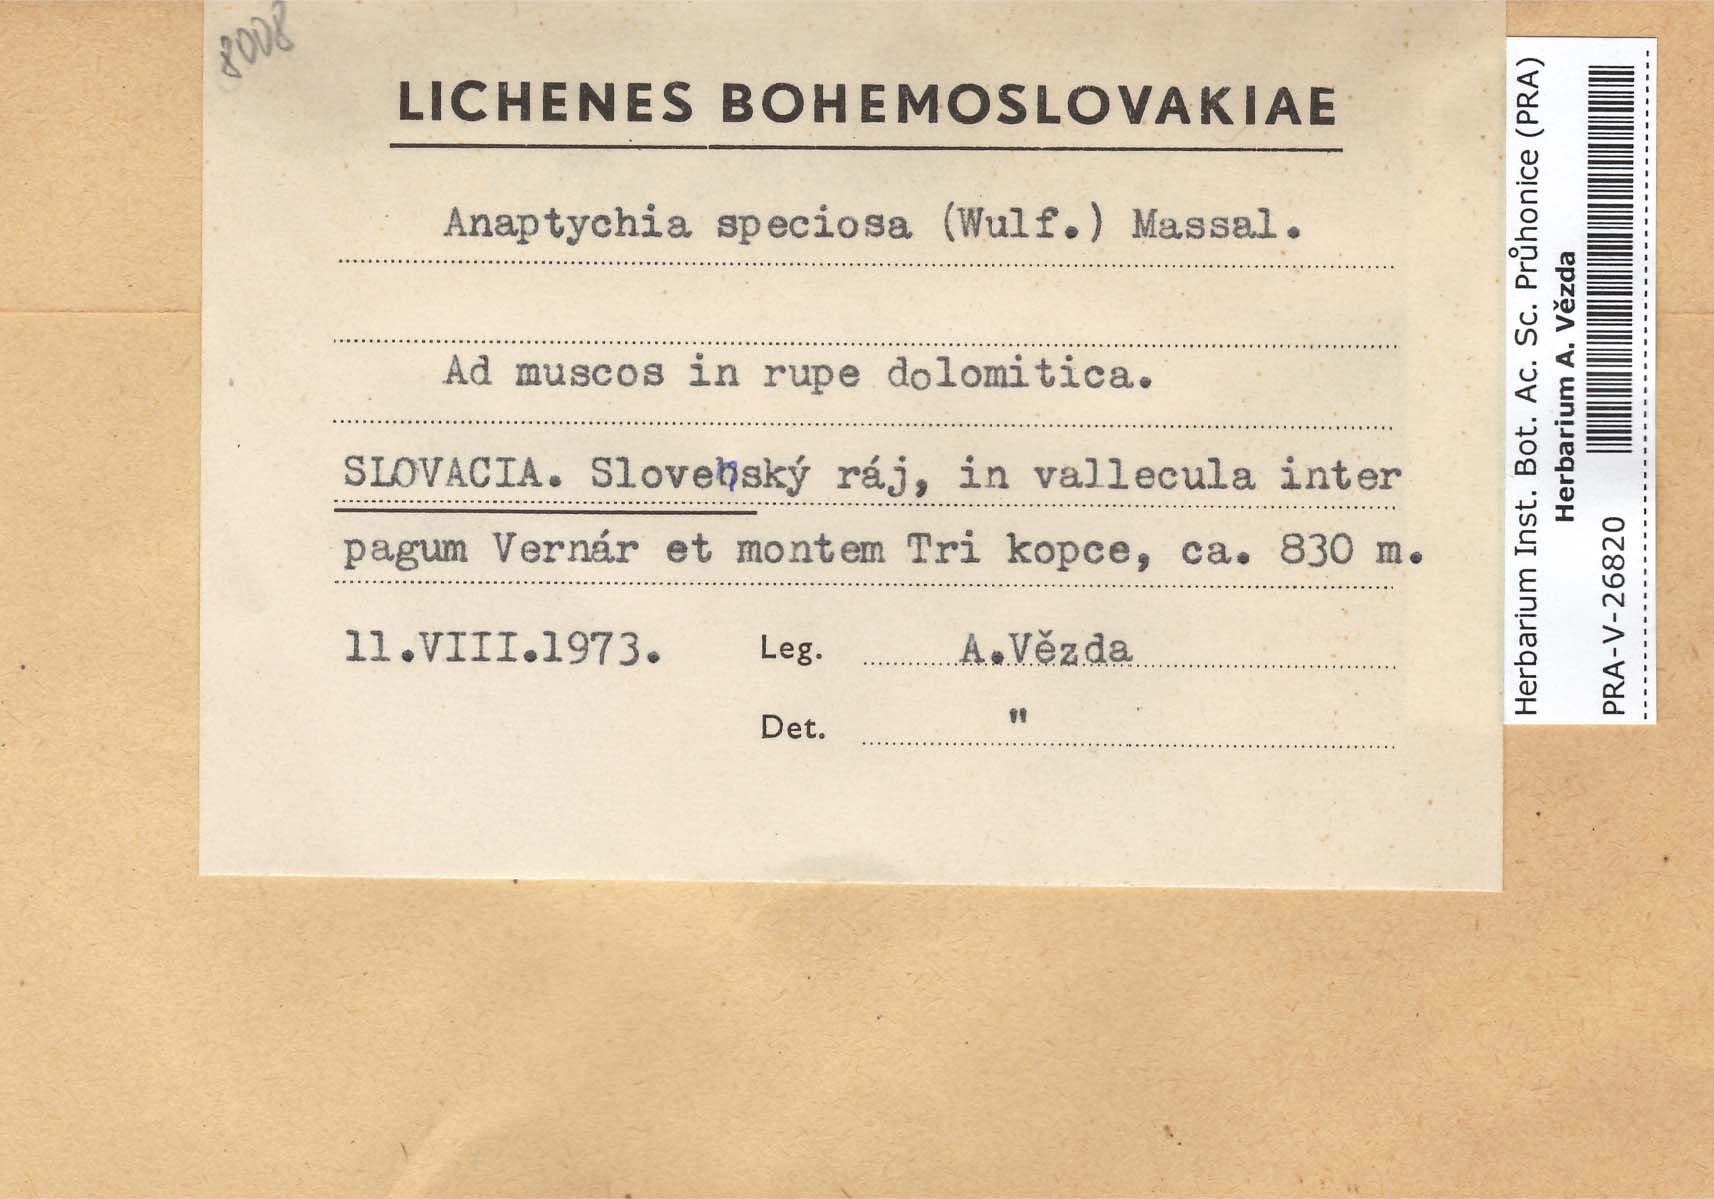 8008
LICHENES BOHEMOSLOVAKIAE
Anaptychia speciosa (Wulf.) Massal.
Ad muscos in rupe dolomitica.
SLOVACIA. Slovenský ráj, in vallecula inter
pagum Vernár et montem Tri kopce, ca. 830 m.
11.VIII.1973. Leg. A.Vězda
Det. "
Herbarium Inst. Bot. Ac. Sc. Průhonice (PRA)
Herbarium A. Vězda
PRA-V-26820